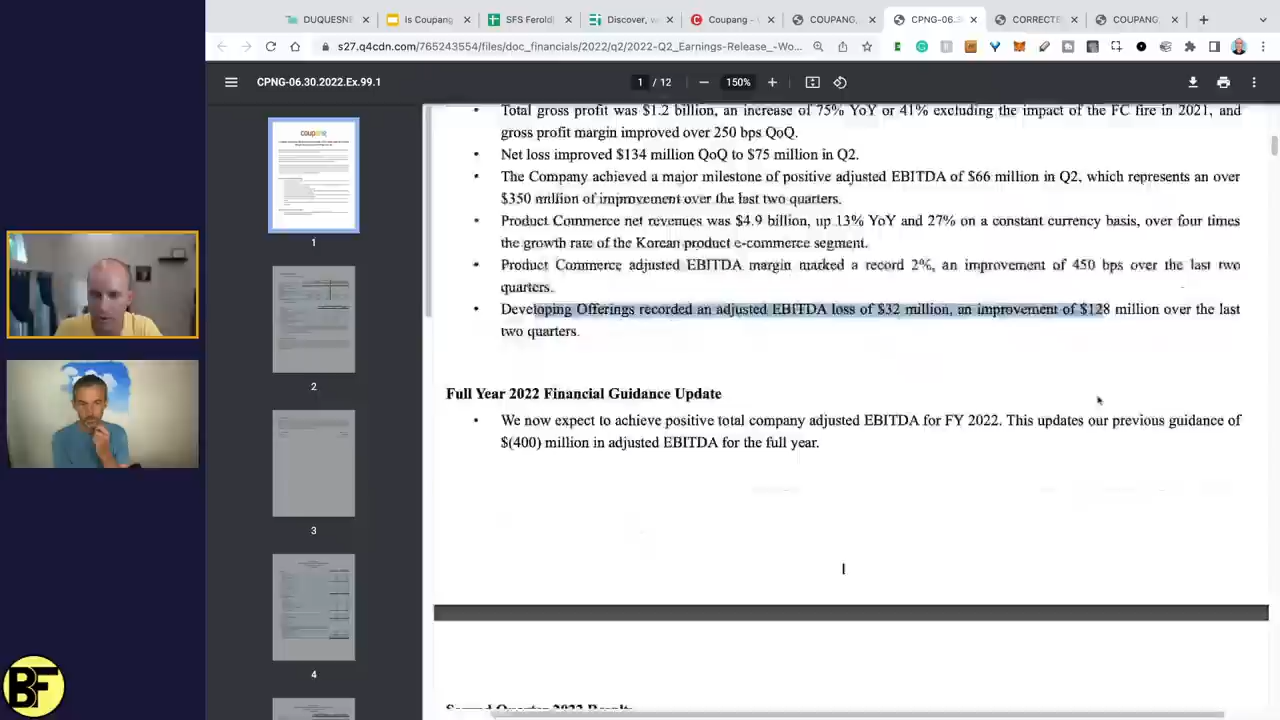 DUQUESNE
Is Coupang
SFS Ferold
Discover, w
Coupang -
COUPANG,
CPNG-06.
CORRECTE
COUPANG
s27.q4cdn.com/765243554/files/doc_financials/2022/q2/2022-Q2_Earnings-Release_-Wo...
CPNG-06.30.2022.Ex.99.1
1 / 12
150%
coupang
1
2
3
4
Total gross profit was $1.2 billion, an increase of 75% YoY or 41% excluding the impact of the FC fire in 2021, and
gross profit margin improved over 250 bps QoQ.
Net loss improved $134 million QoQ to $75 million in Q2.
The Company achieved a major milestone of positive adjusted EBITDA of $66 million in Q2, which represents an over
$350 million of improvement over the last two quarters.
Product Commerce net revenues was $4.9 billion, up 13% YoY and 27% on a constant currency basis, over four times
the growth rate of the Korean product e-commerce segment.
Product Commerce adjusted EBITDA margin marked a record 2%, an improvement of 450 bps over the last two
quarters.
Developing Offerings recorded an adjusted EBITDA loss of $32 million, an improvement of $128 million over the last
two quarters.
Full Year 2022 Financial Guidance Update
We now expect to achieve positive total company adjusted EBITDA for FY 2022. This updates our previous guidance of
$(400) million in adjusted EBITDA for the full year.
1
Second Quarter 2022 Results
BF